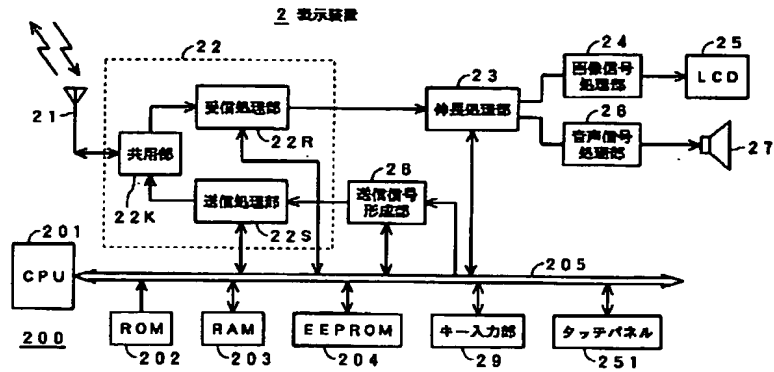 2 表示装置
22
23
24
画像信号
処理部
25
LCD
21
受信処理部
22R
伸長処理部
26
音声信号
処理部
27
共用部
22K
送信処理部
22S
28
送信信号
形成部
201
CPU
205
200
ROM
202
RAM
203
EEPROM
204
キー入力部
29
タッチパネル
251